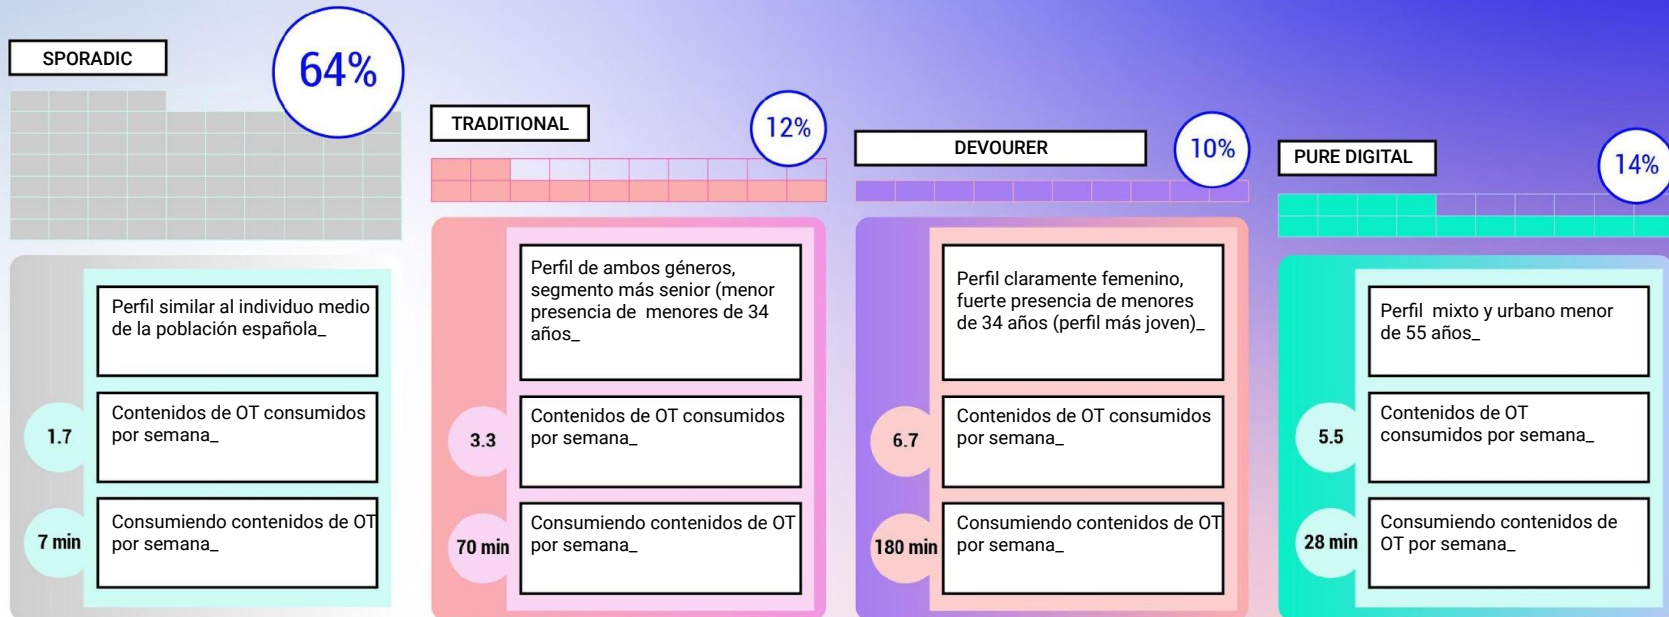 SPORADIC
64%
Perfil similar al individuo medio
de la población española_
1.7
Contenidos de OT consumidos
por semana_
7 min
Consumiendo contenidos de OT
por semana_
TRADITIONAL
12%
Perfil de ambos géneros,
segmento más senior (menor
presencia de menores de 34
años_
3.3
Contenidos de OT consumidos
por semana_
70 min
Consumiendo contenidos de OT
por semana_
DEVOURER
10%
Perfil claramente femenino,
fuerte presencia de menores
de 34 años (perfil más joven)_
6.7
Contenidos de OT consumidos
por semana_
180 min
Consumiendo contenidos de OT
por semana_
PURE DIGITAL
14%
Perfil mixto y urbano menor
de 55 años_
5.5
Contenidos de OT
consumidos por semana_
28 min
Consumiendo contenidos de
OT por semana_